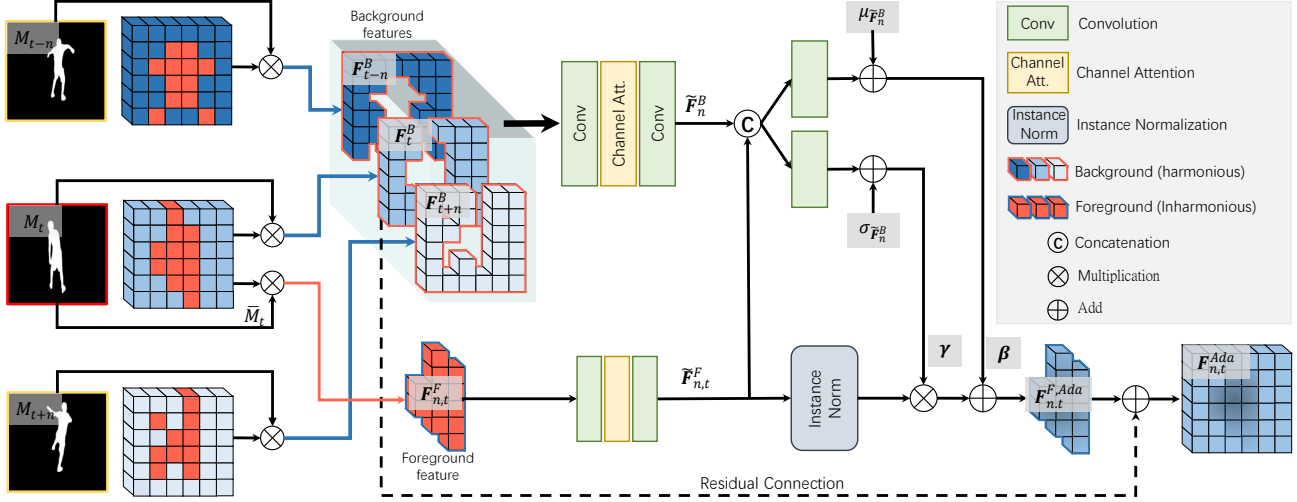 M_{t-n}
Background
features
F^B_{t-n}
F^B_t
F^B_{t+n}
Conv
Channel Att.
Conv
F̃^B_n
C
μ_{F̃^B_n}
σ_{F̃^B_n}
Conv
Convolution
Channel
Att.
Channel Attention
Instance
Norm
Instance Normalization
Background (harmonious)
Foreground (Inharmonious)
C
Concatenation
Multiplication
Add
M_t
M̅_t
M_{t+n}
F^F_{n,t}
Foreground
feature
F̃^F_{n,t}
Instance
Norm
γ
β
F^{F,Ada}_{n,t}
F^{Ada}_{n,t}
Residual Connection